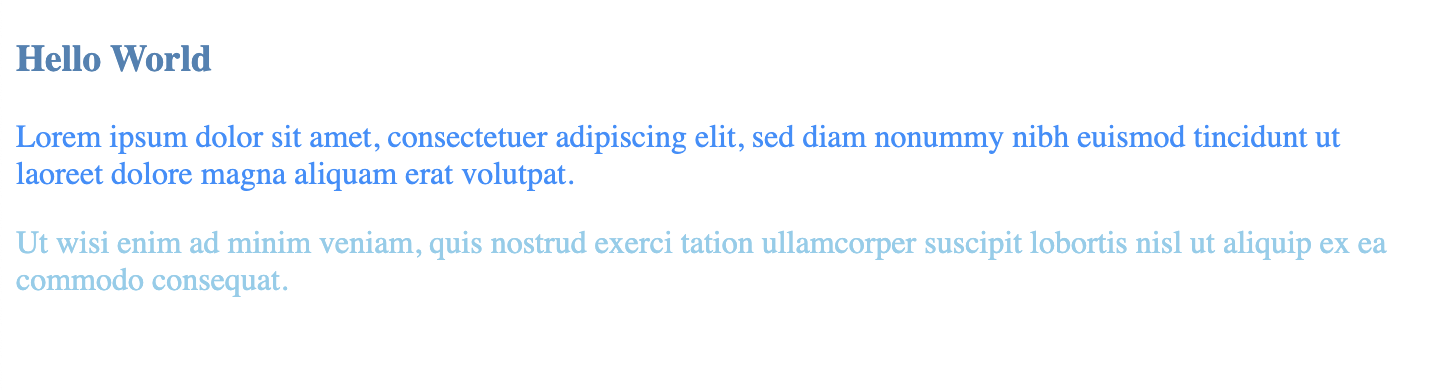 Hello World
Lorem ipsum dolor sit amet, consectetuer adipiscing elit, sed diam nonummy nibh euismod tincidunt ut
laoreet dolore magna aliquam erat volutpat.
Ut wisi enim ad minim veniam, quis nostrud exerci tation ullamcorper suscipit lobortis nisl ut aliquip ex ea
commodo consequat.